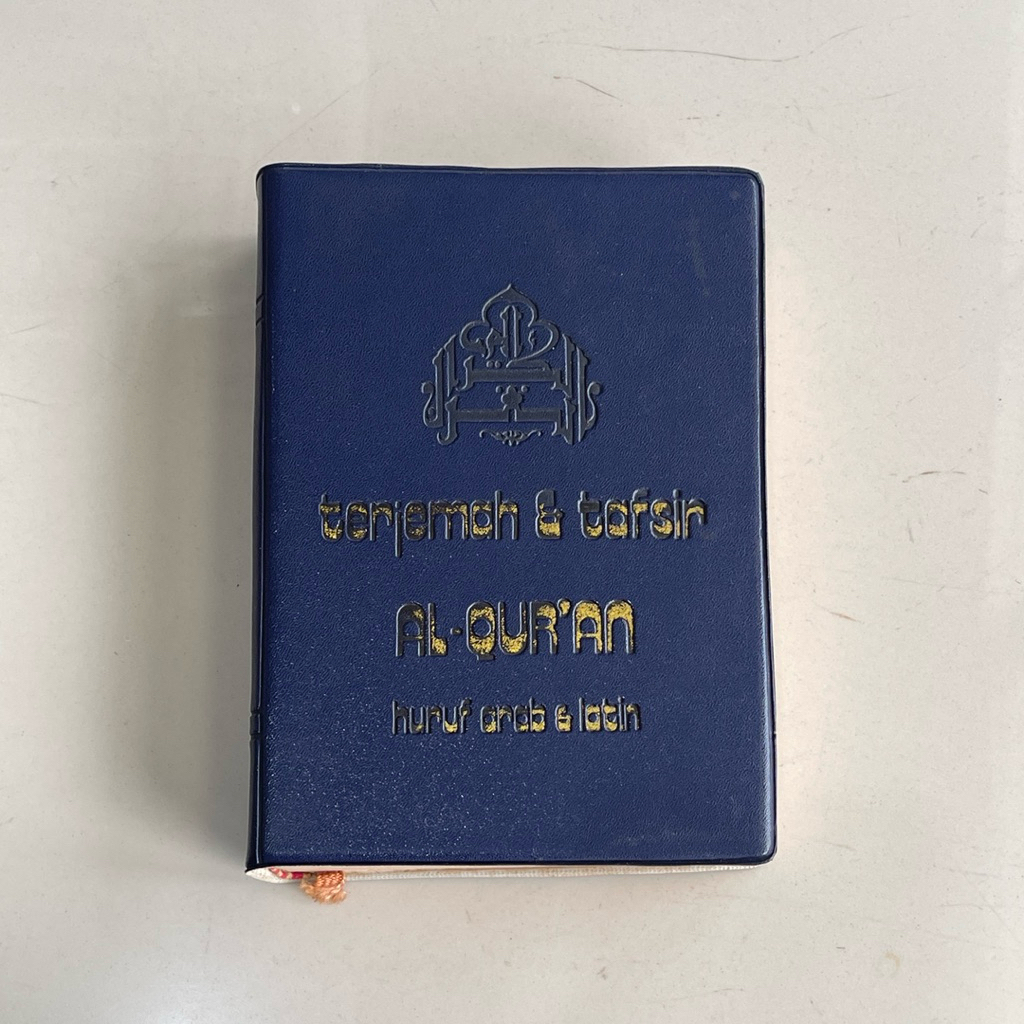 terjemah & tafsir
AL-QUR'AN
huruf arab & latin